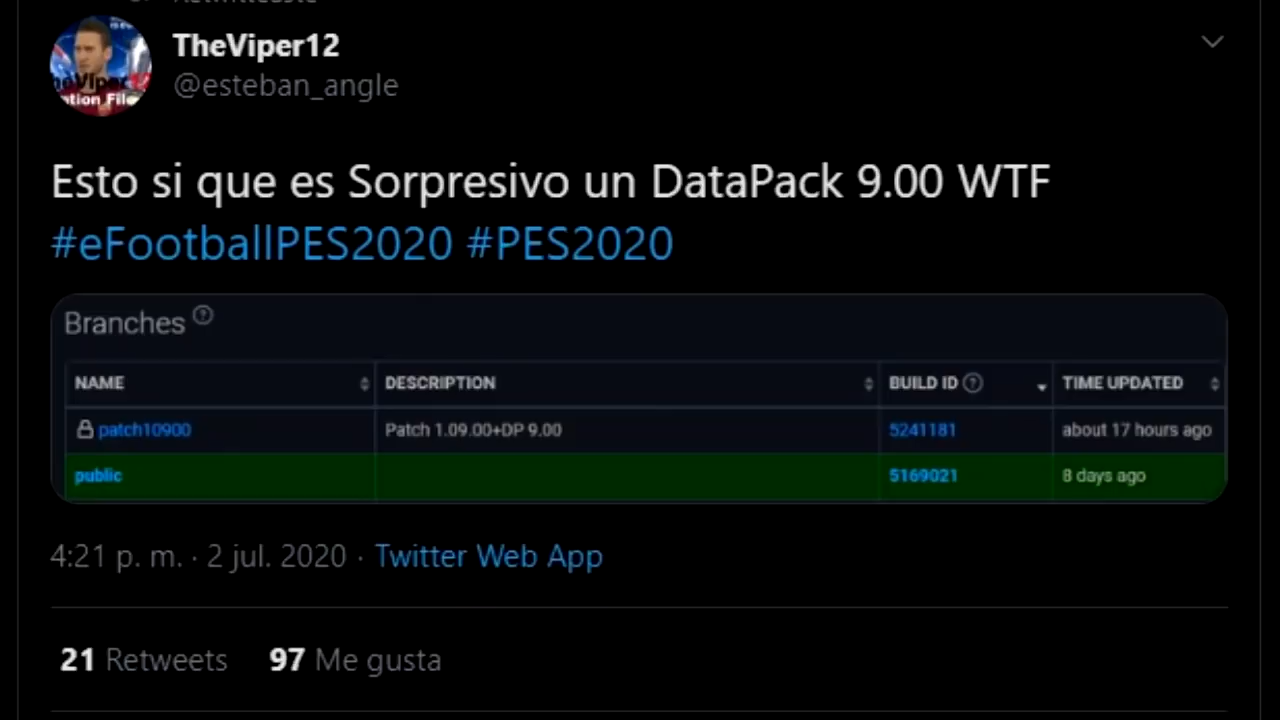 TheViper12
@esteban_angle
Esto si que es Sorpresivo un DataPack 9.00 WTF
#eFootballPES2020 #PES2020
Branches ?
NAME DESCRIPTION BUILD ID ? TIME UPDATED
patch10900 Patch 1.09.00+DP 9.00 5241181 about 17 hours ago
public 5169021 8 days ago
4:21 p. m. · 2 jul. 2020 · Twitter Web App
21 Retweets 97 Me gusta